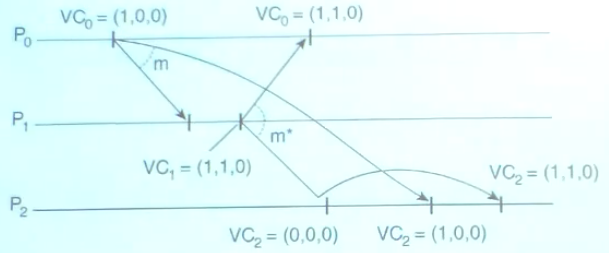 VC₀ = (1,0,0)
VC₀ = (1,1,0)
P₀
m
P₁
m*
VC₁ = (1,1,0)
VC₂ = (1,1,0)
P₂
VC₂ = (0,0,0)
VC₂ = (1,0,0)